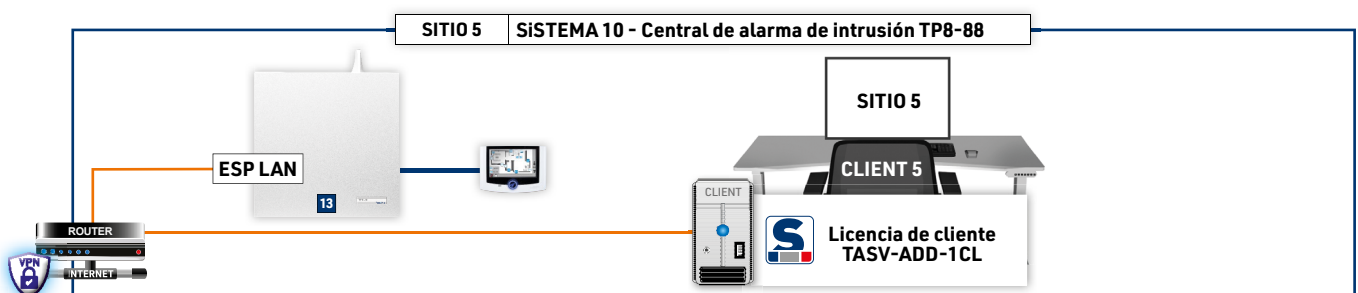 SITIO 5 SiSTEMA 10 - Central de alarma de intrusión TP8-88
SITIO 5
ESP LAN
CLIENT 5
CLIENT
13
ROUTER
Licencia de cliente
TASV-ADD-1CL
VPN
INTERNET